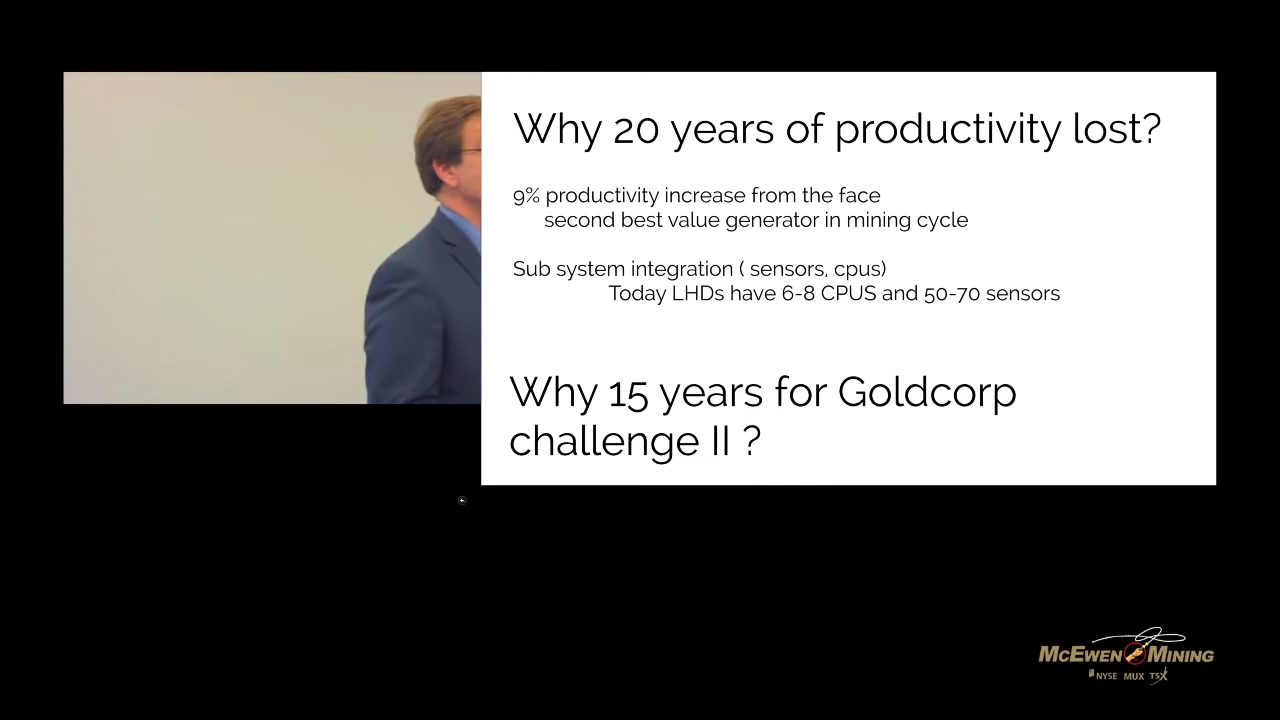 Why 20 years of productivity lost?
9% productivity increase from the face
second best value generator in mining cycle
Sub system integration ( sensors, cpus)
Today LHDs have 6-8 CPUS and 50-70 sensors
Why 15 years for Goldcorp
challenge II ?
MCEWEN MINING
NYSE MUX TSX